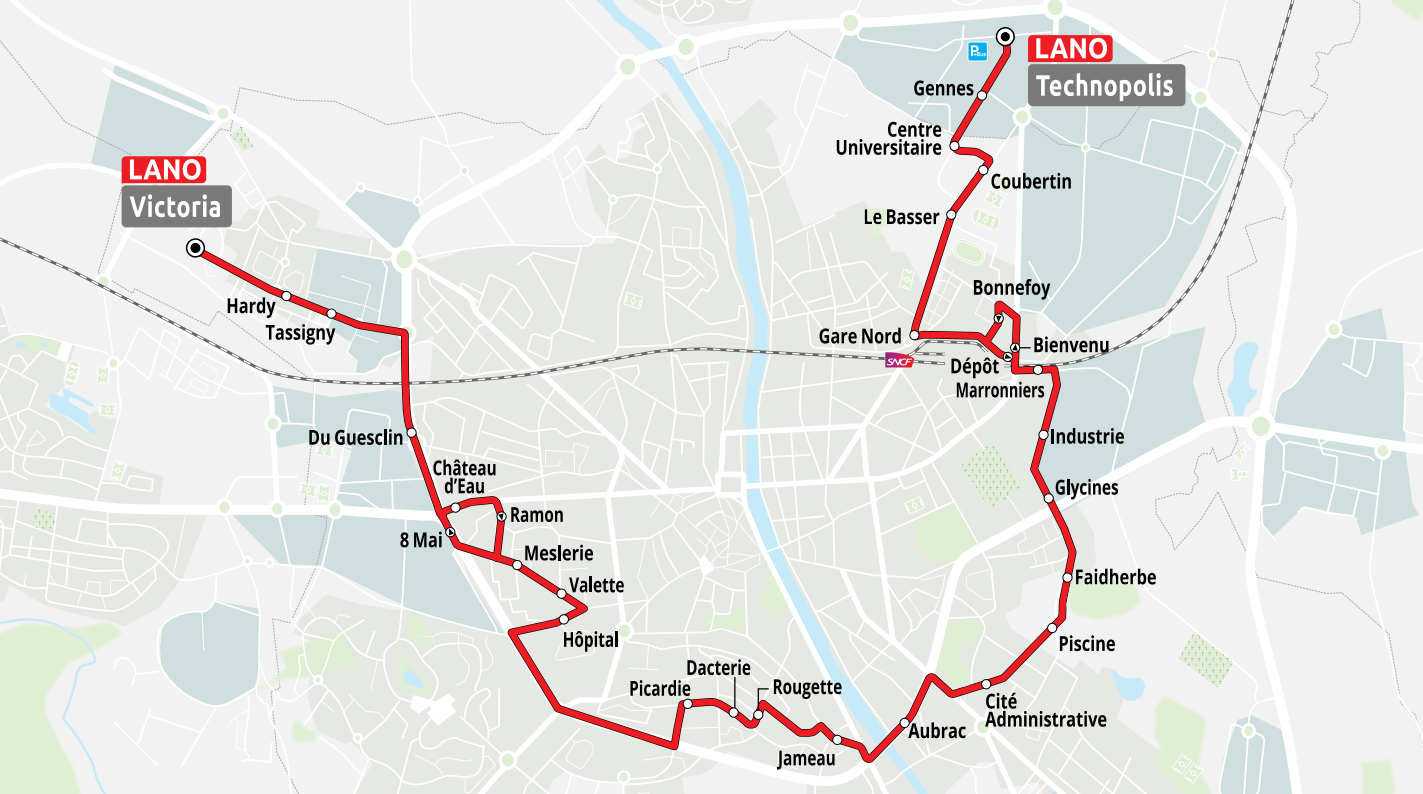 LANO
Technopolis
P+Bus
Gennes
Centre
Universitaire
Coubertin
LANO
Victoria
Le Basser
Hardy
Tassigny
Bonnefoy
Gare Nord
Bienvenu
SNCF
Dépôt
Marronniers
Du Guesclin
Industrie
Château
d'Eau
Glycines
Ramon
8 Mai
Meslerie
Valette
Faidherbe
Hôpital
Piscine
Dacterie
Picardie
Rougette
Cité
Administrative
Aubrac
Jameau